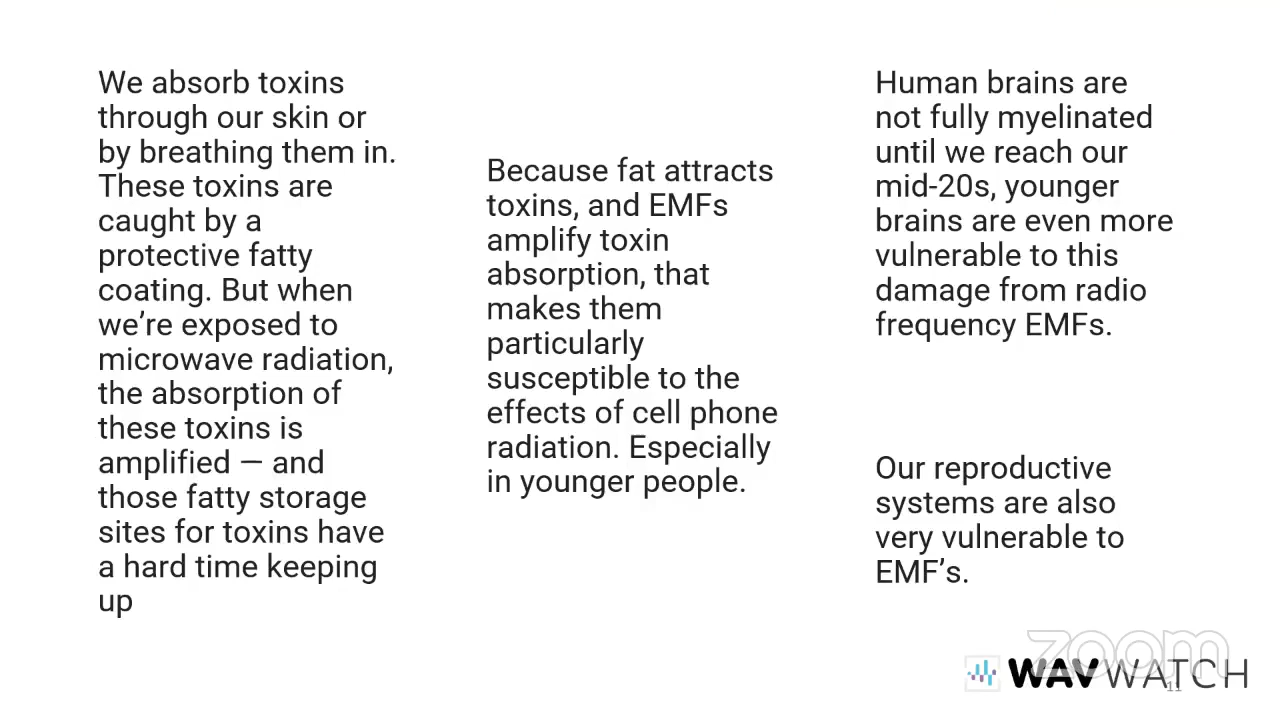 We absorb toxins
through our skin or
by breathing them in.
These toxins are
caught by a
protective fatty
coating. But when
we’re exposed to
microwave radiation,
the absorption of
these toxins is
amplified — and
those fatty storage
sites for toxins have
a hard time keeping
up
Because fat attracts
toxins, and EMFs
amplify toxin
absorption, that
makes them
particularly
susceptible to the
effects of cell phone
radiation. Especially
in younger people.
Human brains are
not fully myelinated
until we reach our
mid-20s, younger
brains are even more
vulnerable to this
damage from radio
frequency EMFs.
Our reproductive
systems are also
very vulnerable to
EMF’s.
zoom
WAVWATCH
11